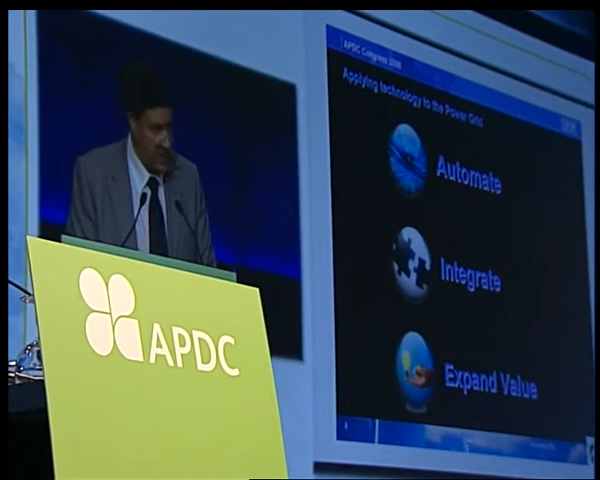 APDC Congress 2008
Applying technology to the Power Grid
Automate
Integrate
Expand Value
APDC